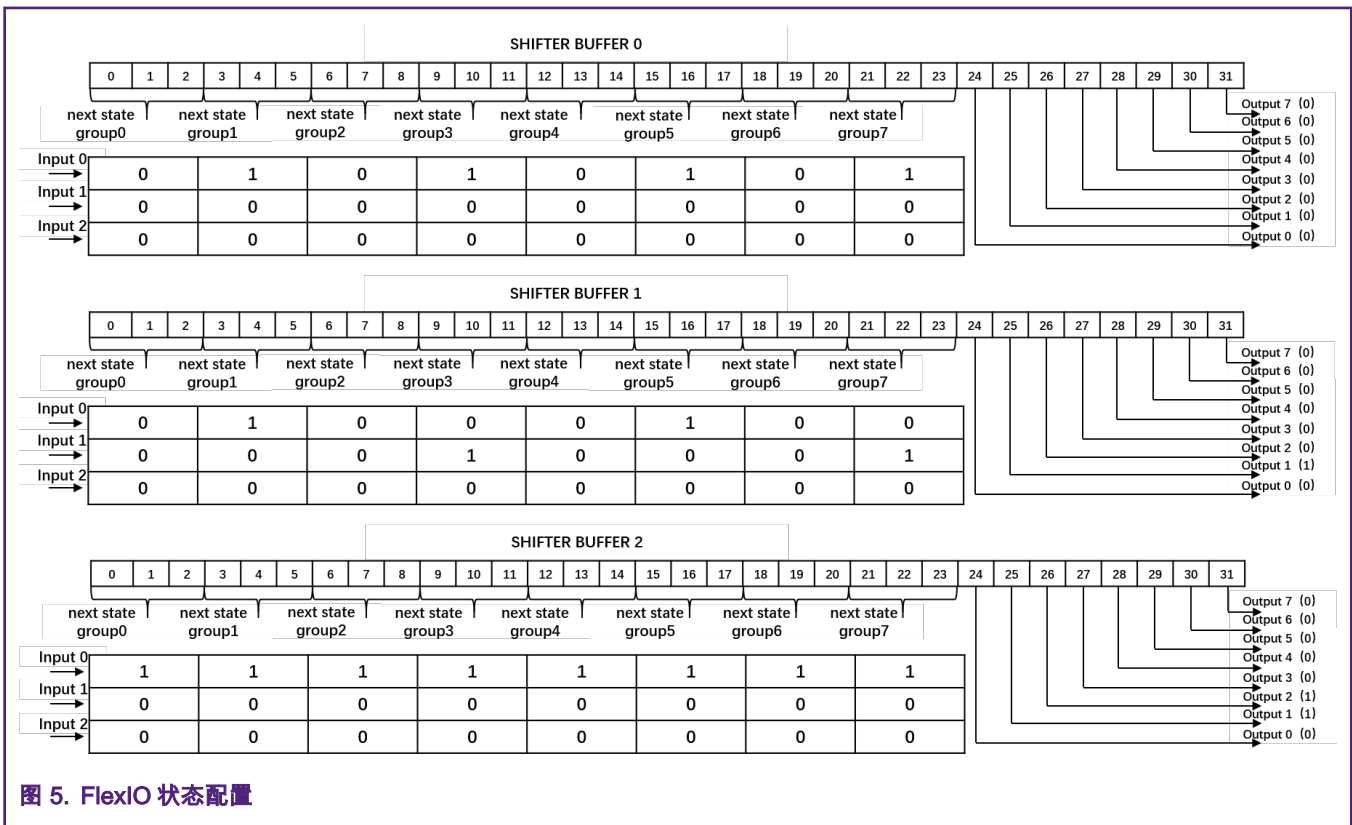 SHIFTER BUFFER 0
0 1 2 3 4 5 6 7 8 9 10 11 12 13 14 15 16 17 18 19 20 21 22 23 24 25 26 27 28 29 30 31
next state group0
next state group1
next state group2
next state group3
next state group4
next state group5
next state group6
next state group7
Output 7 (0)
Output 6 (0)
Output 5 (0)
Output 4 (0)
Output 3 (0)
Output 2 (0)
Output 1 (0)
Output 0 (0)
Input 0 0 1 0 1 0 1 0 1
Input 1 0 0 0 0 0 0 0 0
Input 2 0 0 0 0 0 0 0 0
SHIFTER BUFFER 1
0 1 2 3 4 5 6 7 8 9 10 11 12 13 14 15 16 17 18 19 20 21 22 23 24 25 26 27 28 29 30 31
next state group0
next state group1
next state group2
next state group3
next state group4
next state group5
next state group6
next state group7
Output 7 (0)
Output 6 (0)
Output 5 (0)
Output 4 (0)
Output 3 (0)
Output 2 (0)
Output 1 (1)
Output 0 (0)
Input 0 0 1 0 0 0 1 0 0
Input 1 0 0 0 1 0 0 0 1
Input 2 0 0 0 0 0 0 0 0
SHIFTER BUFFER 2
0 1 2 3 4 5 6 7 8 9 10 11 12 13 14 15 16 17 18 19 20 21 22 23 24 25 26 27 28 29 30 31
next state group0
next state group1
next state group2
next state group3
next state group4
next state group5
next state group6
next state group7
Output 7 (0)
Output 6 (0)
Output 5 (0)
Output 4 (0)
Output 3 (0)
Output 2 (1)
Output 1 (1)
Output 0 (0)
Input 0 1 1 1 1 1 1 1 1
Input 1 0 0 0 0 0 0 0 0
Input 2 0 0 0 0 0 0 0 0
图 5. FlexIO 状态配置